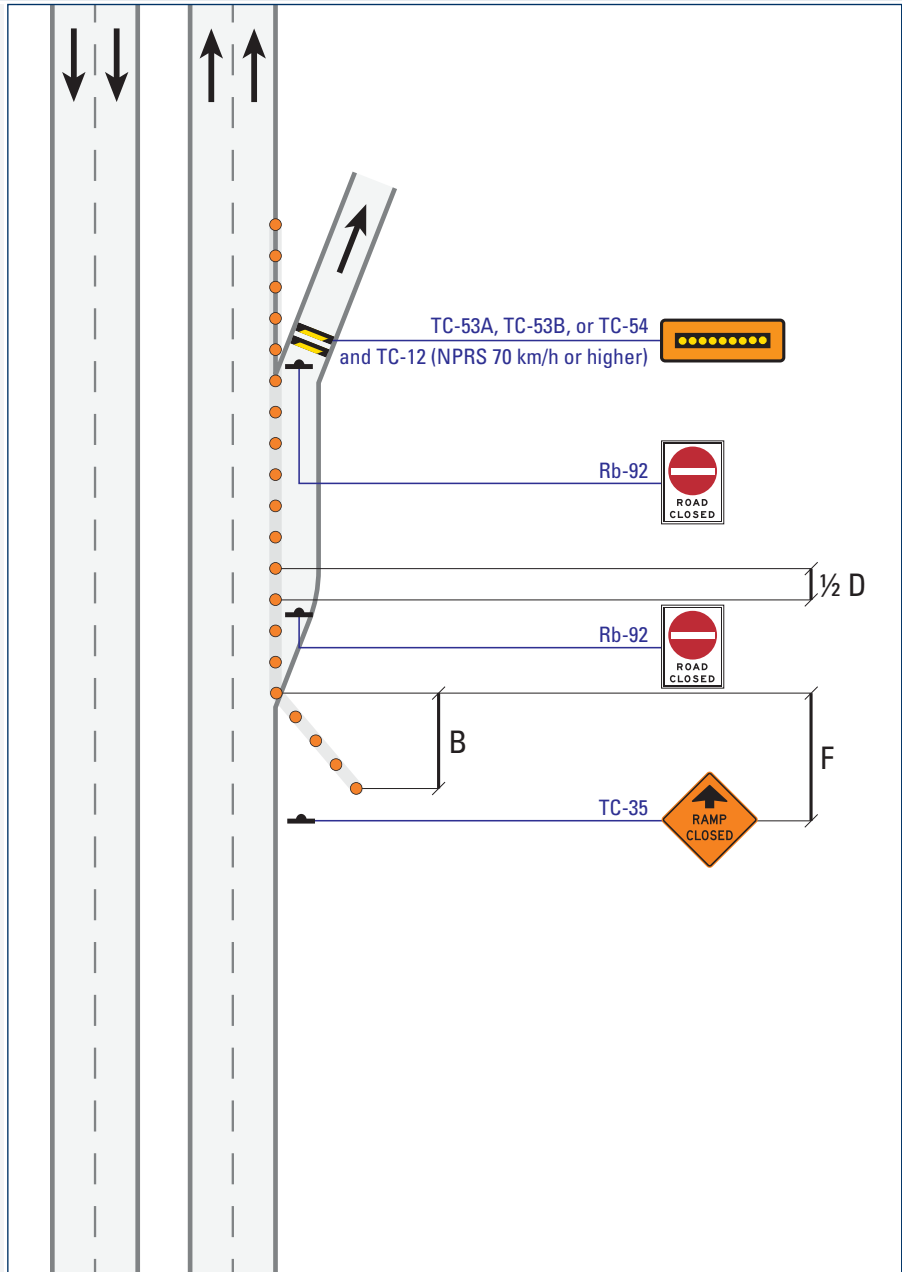 TC-53A, TC-53B, or TC-54
and TC-12 (NPRS 70 km/h or higher)
Rb-92
ROAD
CLOSED
½ D
Rb-92
ROAD
CLOSED
B
F
TC-35
RAMP
CLOSED